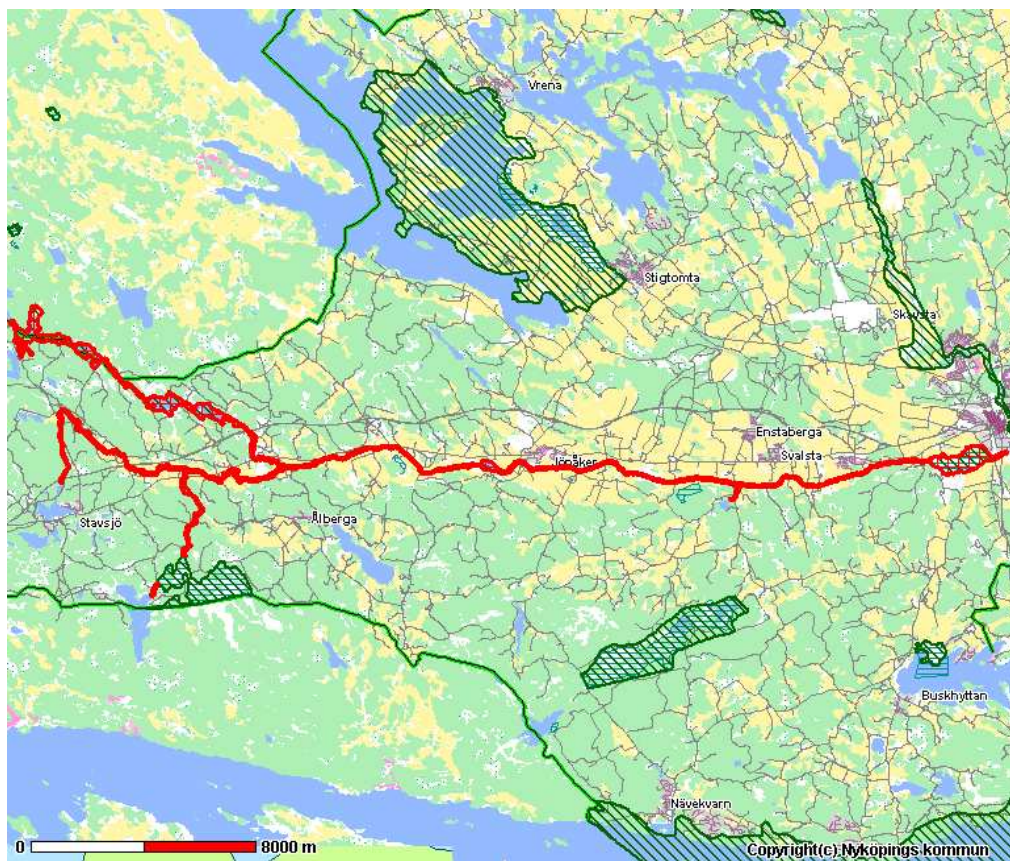 Vrena
Stigtomta
Skavsta
Enstaberga
Jönåker
Svalsta
Stavsjö
Ålberga
Buskhyttan
Nävekvarn
0 8000 m
Copyright(c) Nyköpings kommun